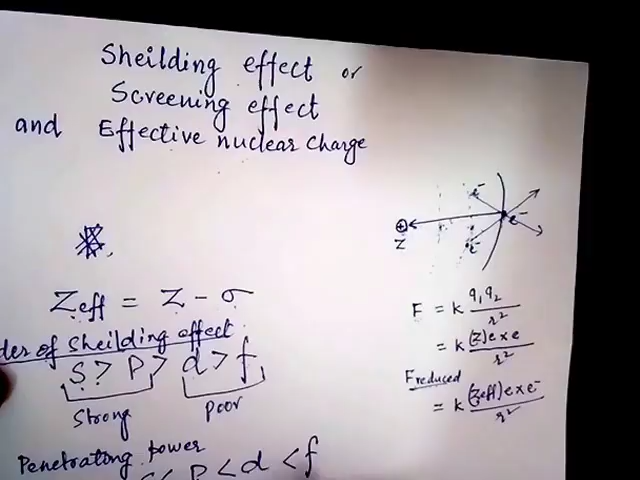 Sheilding effect or
Screening effect
and Effective nuclear charge
Zeff = Z - σ
der of Sheilding effect
S > P > d > f
Strong poor
Penetrating power
P < d < f
e⁻
e⁻
e⁻
⊕
Z
F = k q₁q₂/r²
= k (Z)e×e/r²
Freduced
= k (Zeff)e×e⁻/r²